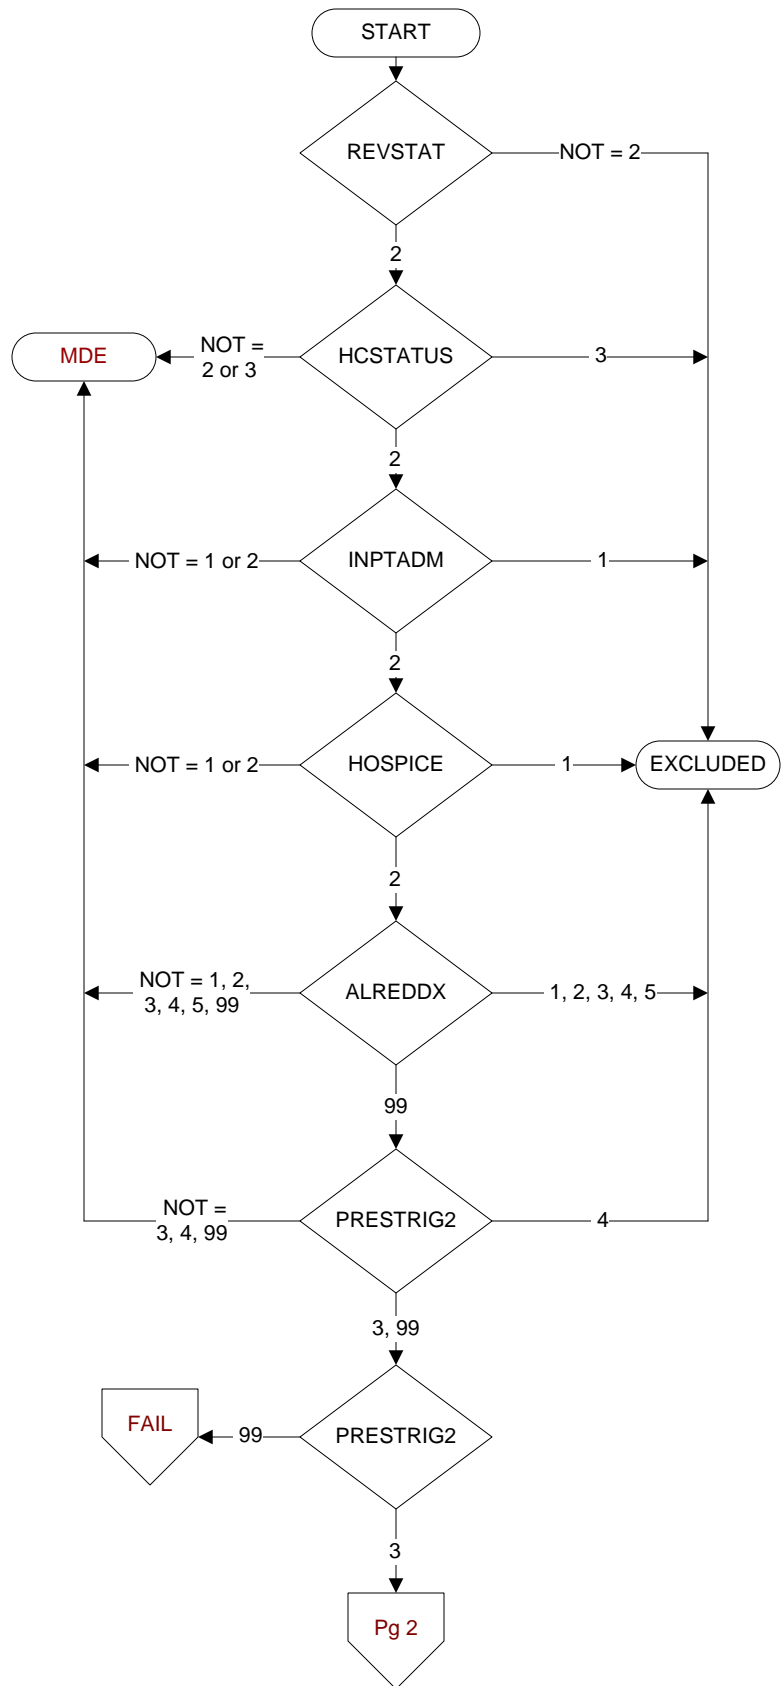 START
REVSTAT
NOT = 2
2
MDE
NOT =
2 or 3
HCSTATUS
3
2
NOT = 1 or 2
INPTADM
1
2
NOT = 1 or 2
HOSPICE
1
EXCLUDED
2
NOT = 1, 2,
3, 4, 5, 99
ALREDDX
1, 2, 3, 4, 5
99
NOT =
3, 4, 99
PRESTRIG2
4
3, 99
FAIL
99
PRESTRIG2
3
Pg 2